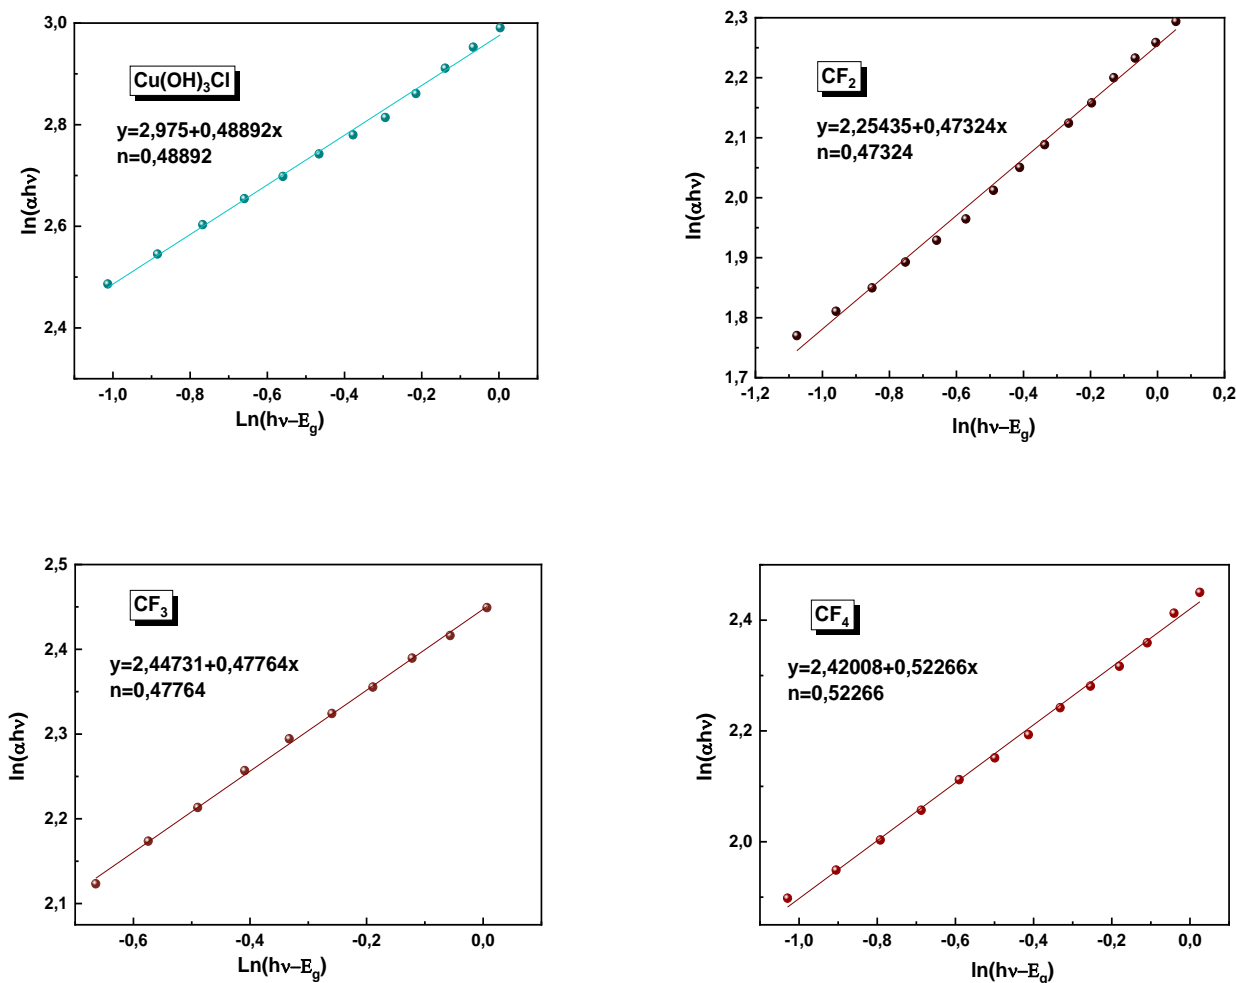 3,0
2,8
2,6
2,4
ln(αhν)
Cu(OH)₃Cl
y=2,975+0,48892x
n=0,48892
-1,0 -0,8 -0,6 -0,4 -0,2 0,0
Ln(hν–E_g)
2,3
2,2
2,1
2,0
1,9
1,8
1,7
ln(αhν)
CF₂
y=2,25435+0,47324x
n=0,47324
-1,2 -1,0 -0,8 -0,6 -0,4 -0,2 0,0 0,2
ln(hν–E_g)
2,5
2,4
2,3
2,2
2,1
ln(αhν)
CF₃
y=2,44731+0,47764x
n=0,47764
-0,6 -0,4 -0,2 0,0
Ln(hν–E_g)
2,4
2,2
2,0
ln(αhν)
CF₄
y=2,42008+0,52266x
n=0,52266
-1,0 -0,8 -0,6 -0,4 -0,2 0,0
ln(hν–E_g)